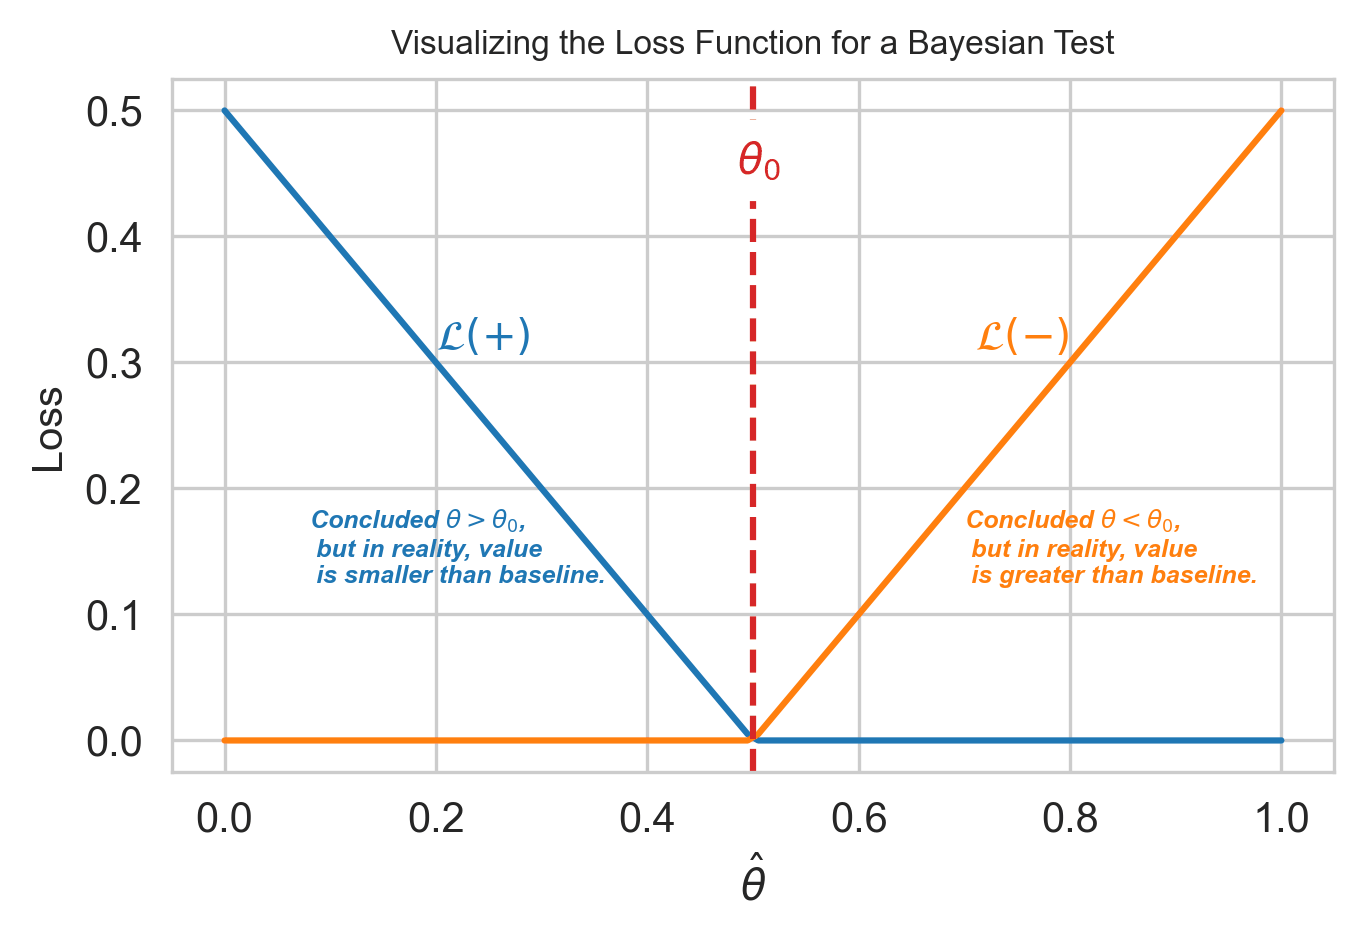 Visualizing the Loss Function for a Bayesian Test
0.5
0.4
0.3
0.2
0.1
0.0
Loss
θ₀
ℒ(+)
ℒ(−)
Concluded θ > θ₀,
but in reality, value
is smaller than baseline.
Concluded θ < θ₀,
but in reality, value
is greater than baseline.
0.0 0.2 0.4 0.6 0.8 1.0
θ̂